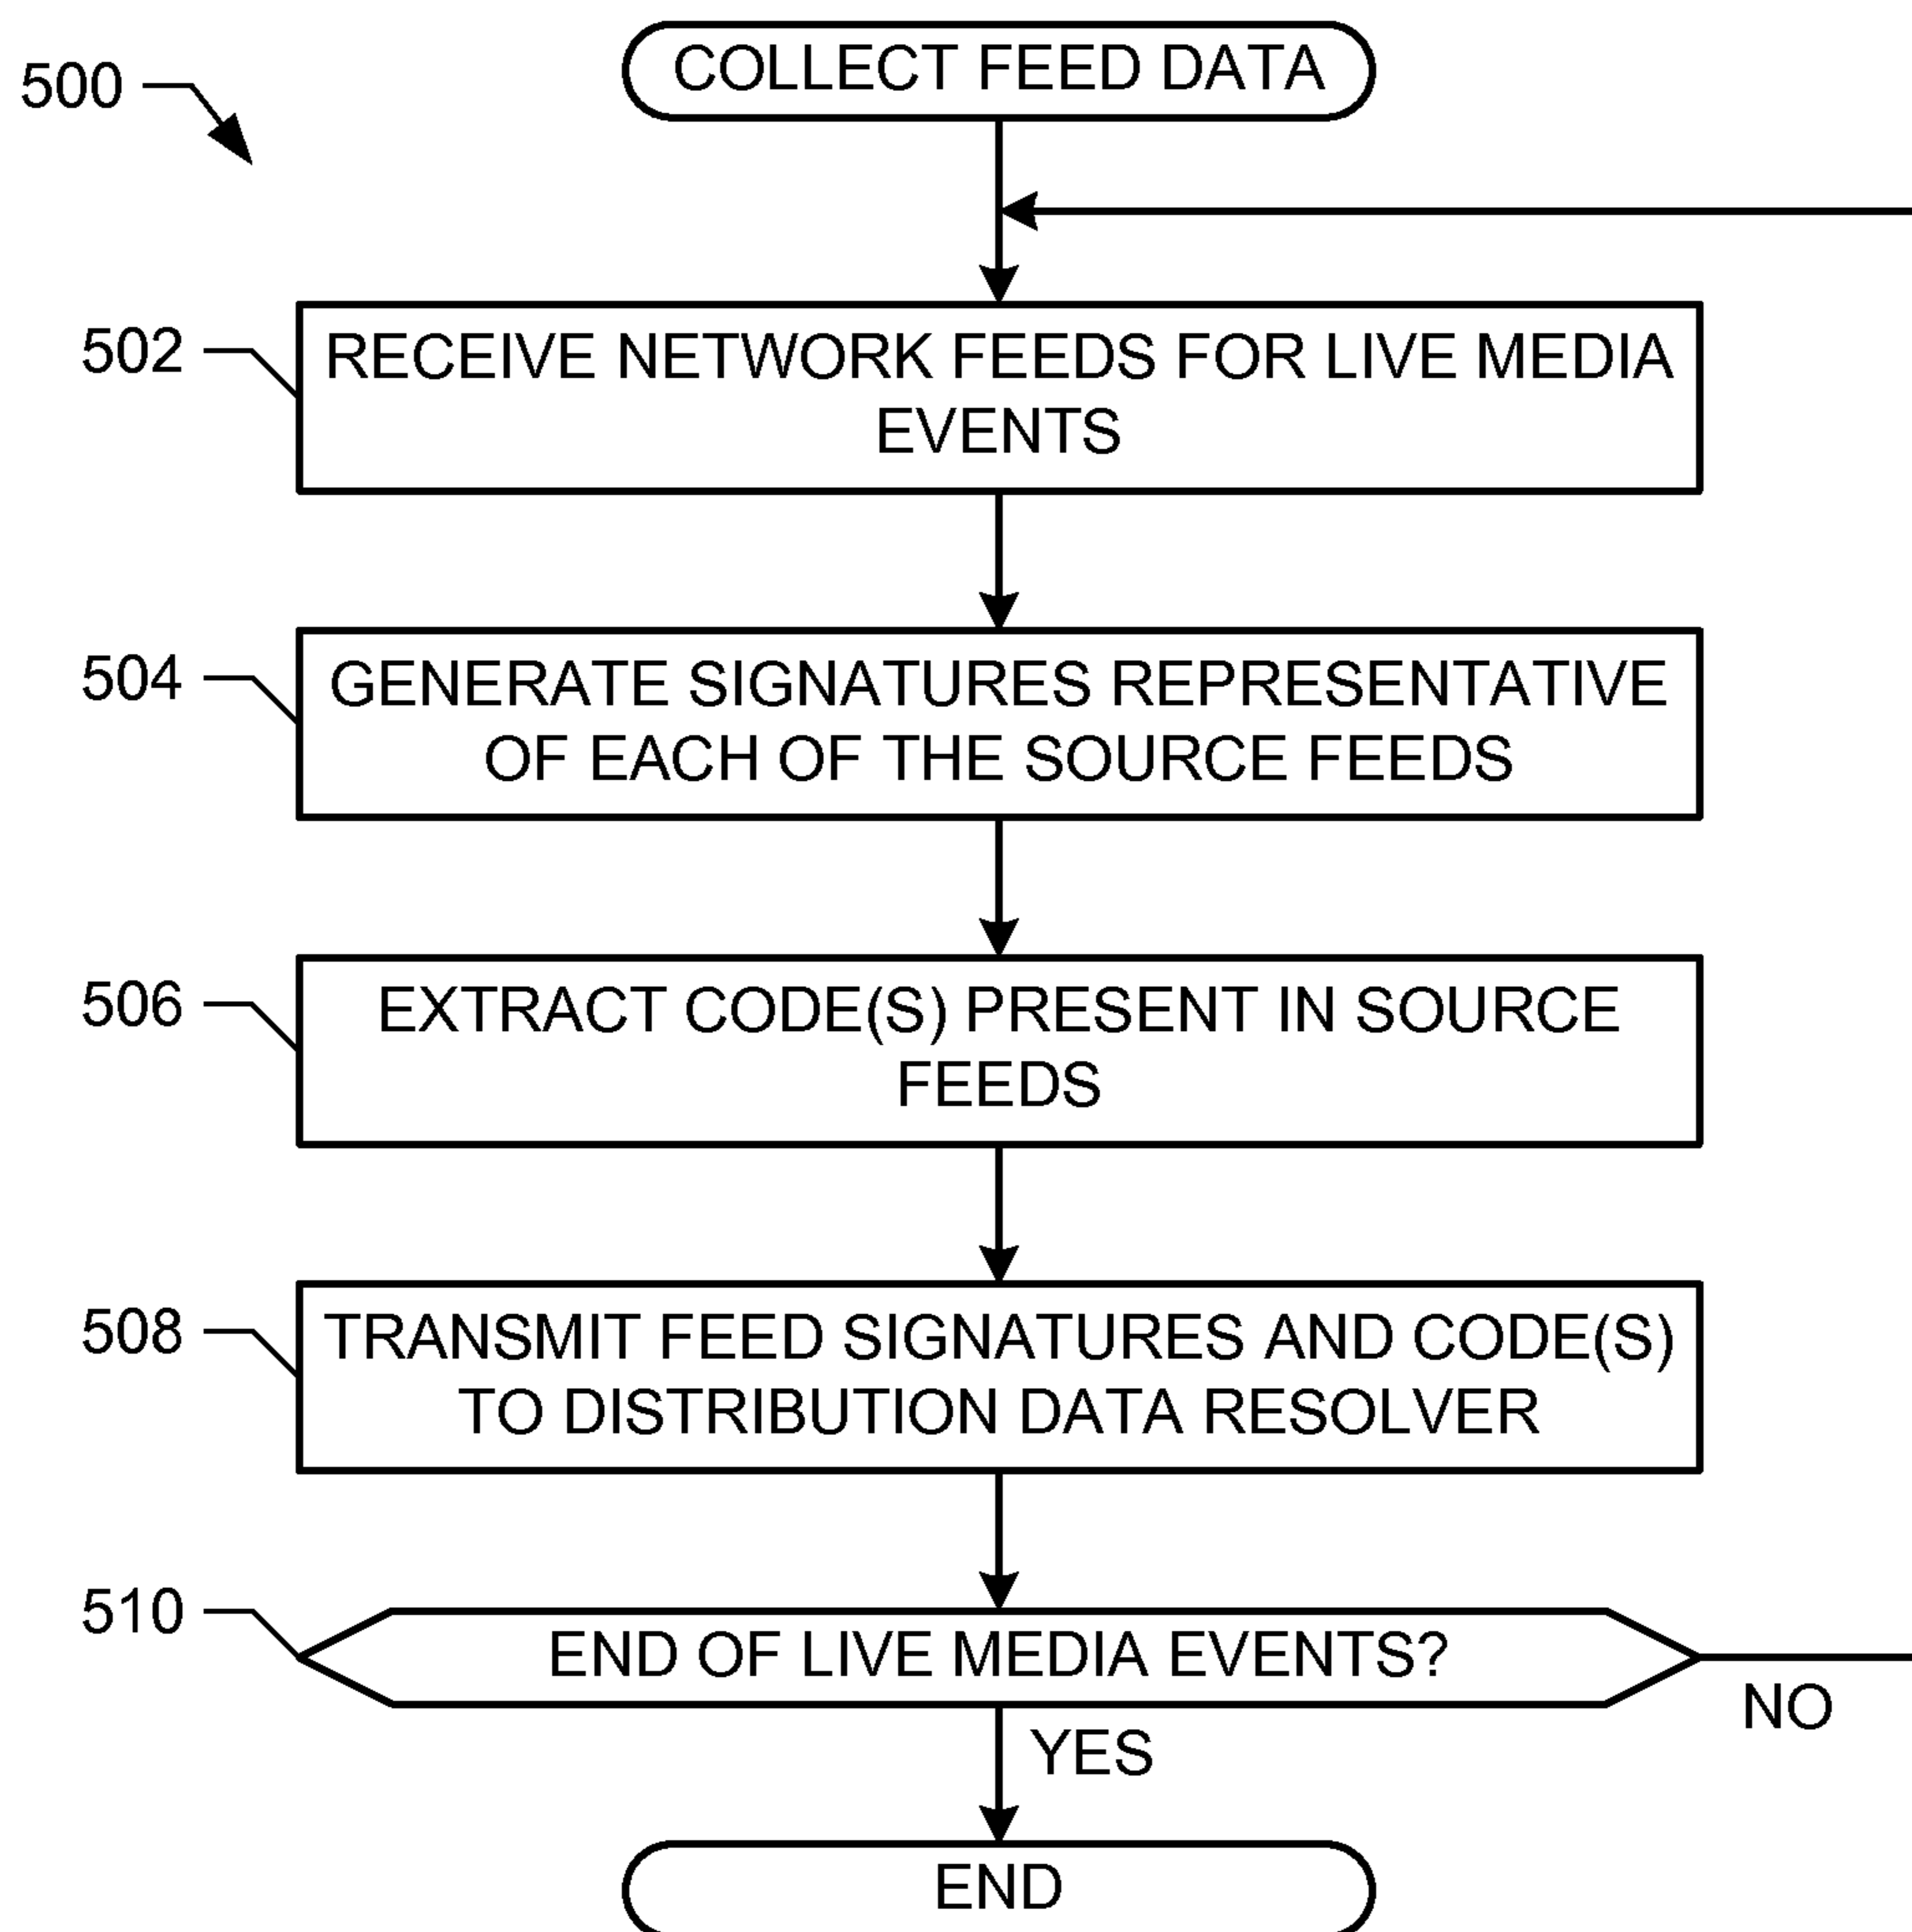 COLLECT FEED DATA
500
502
RECEIVE NETWORK FEEDS FOR LIVE MEDIA
EVENTS
504
GENERATE SIGNATURES REPRESENTATIVE
OF EACH OF THE SOURCE FEEDS
506
EXTRACT CODE(S) PRESENT IN SOURCE
FEEDS
508
TRANSMIT FEED SIGNATURES AND CODE(S)
TO DISTRIBUTION DATA RESOLVER
510
END OF LIVE MEDIA EVENTS?
NO
YES
END